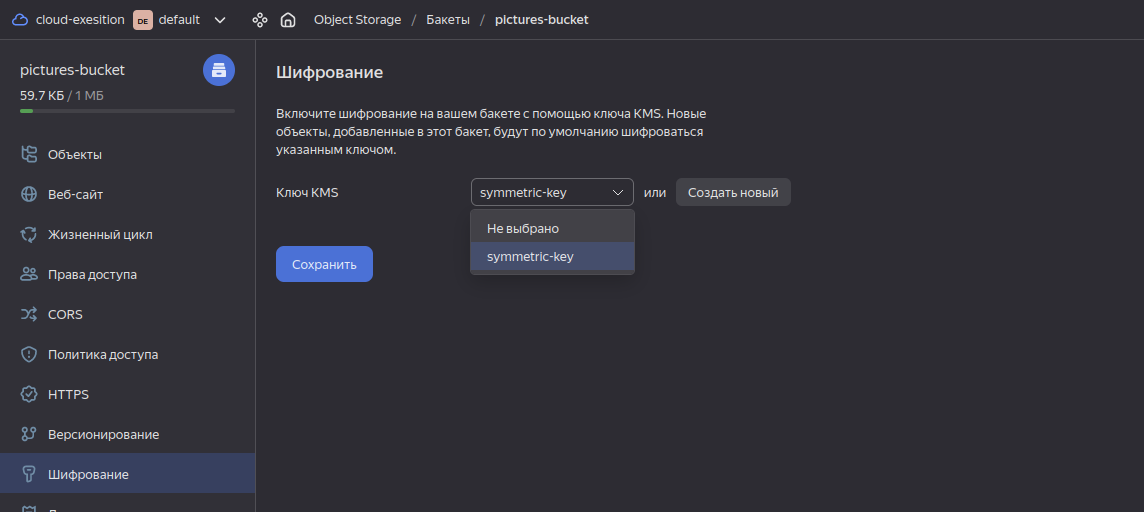 cloud-exesition DE default Object Storage / Бакеты / pictures-bucket
pictures-bucket
59.7 КБ / 1 МБ
Объекты
Веб-сайт
Жизненный цикл
Права доступа
CORS
Политика доступа
HTTPS
Версионирование
Шифрование
Шифрование
Включите шифрование на вашем бакете с помощью ключа KMS. Новые
объекты, добавленные в этот бакет, будут по умолчанию шифроваться
указанным ключом.
Ключ KMS symmetric-key или Создать новый
Не выбрано
symmetric-key
Сохранить